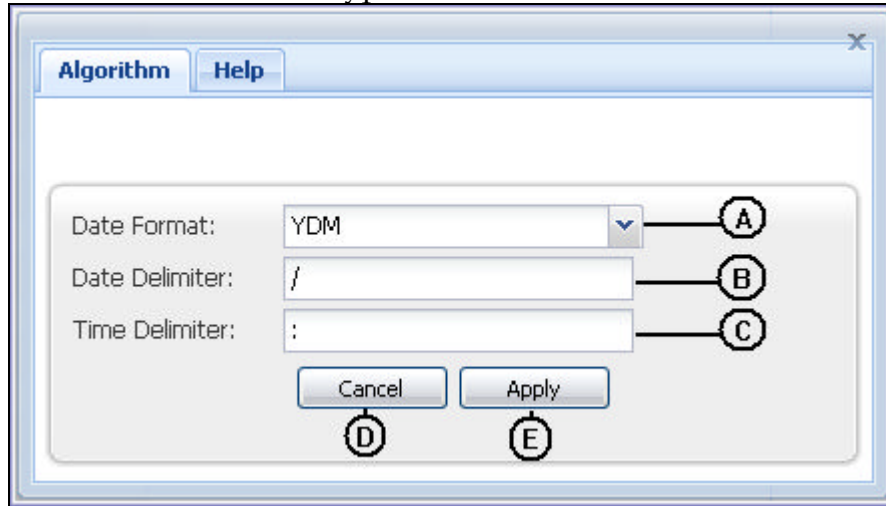 x
Algorithm Help
Date Format: YDM A
Date Delimiter: / B
Time Delimiter: : C
Cancel Apply
D E